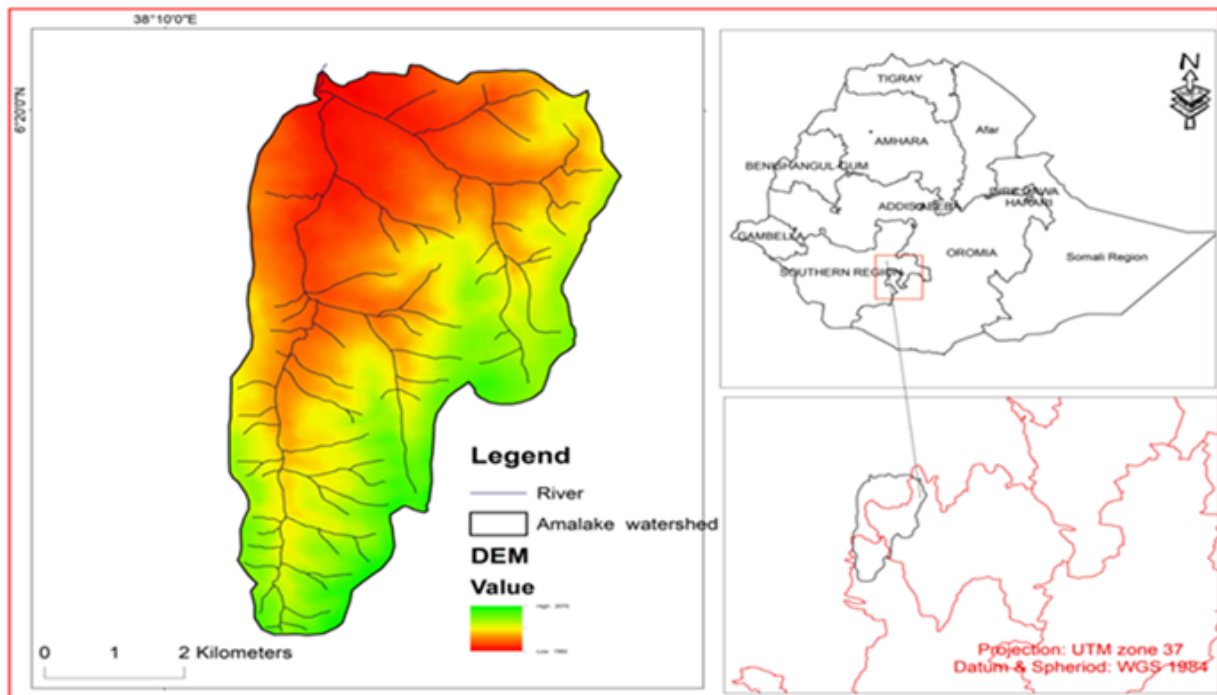 38°10'0"E
6°20'0"N
Legend
River
Amalake watershed
DEM
Value
0 1 2 Kilometers
N
TIGRAY
Afar
AMHARA
BENISHANGUL-GUM
HARARI
GAMBELLA
OROMIA
SOUTHERN REGION
Somali Region
Projection: UTM zone 37
Datum & Spheriod: WGS 1984